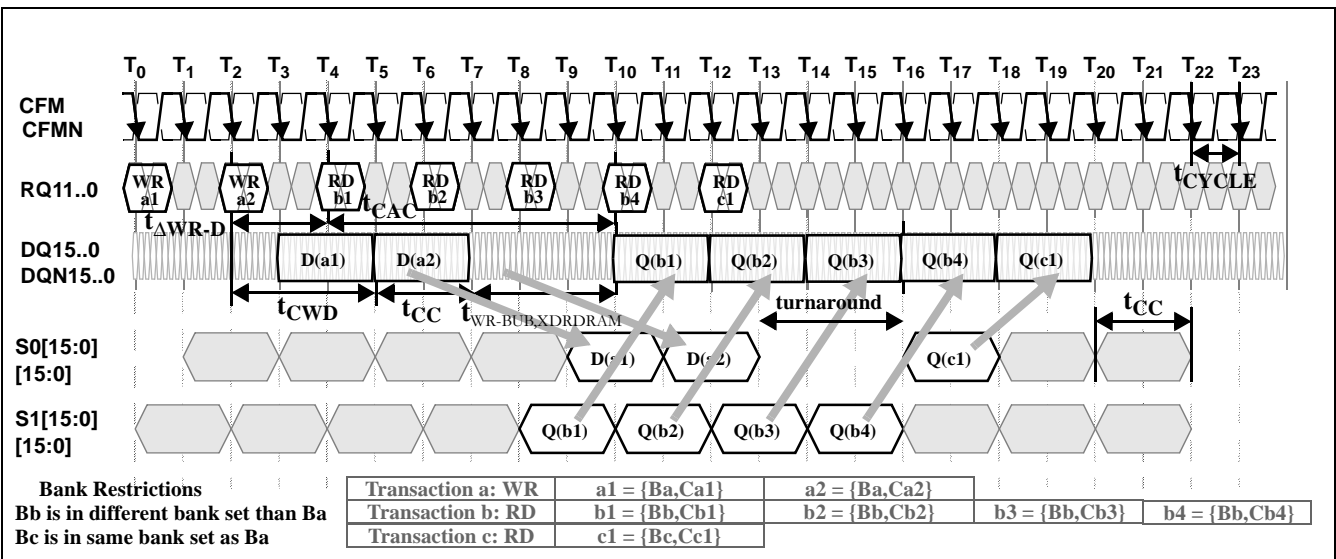 T0 T1 T2 T3 T4 T5 T6 T7 T8 T9 T10 T11 T12 T13 T14 T15 T16 T17 T18 T19 T20 T21 T22 T23
CFM
CFMN
tCYCLE
RQ11..0
WR a1
WR a2
RD b1
RD b2
RD b3
RD b4
RD c1
tΔWR-D
tCAC
DQ15..0
DQN15..0
D(a1) D(a2) Q(b1) Q(b2) Q(b3) Q(b4) Q(c1)
tCWD
tCC
tWR-BUB,XDRDRAM
turnaround
tCC
S0[15:0]
[15:0]
D(a1) D(a2) Q(c1)
S1[15:0]
[15:0]
Q(b1) Q(b2) Q(b3) Q(b4)
Bank Restrictions
Bb is in different bank set than Ba
Bc is in same bank set as Ba
Transaction a: WR a1 = {Ba,Ca1} a2 = {Ba,Ca2}
Transaction b: RD b1 = {Bb,Cb1} b2 = {Bb,Cb2} b3 = {Bb,Cb3} b4 = {Bb,Cb4}
Transaction c: RD c1 = {Bc,Cc1}